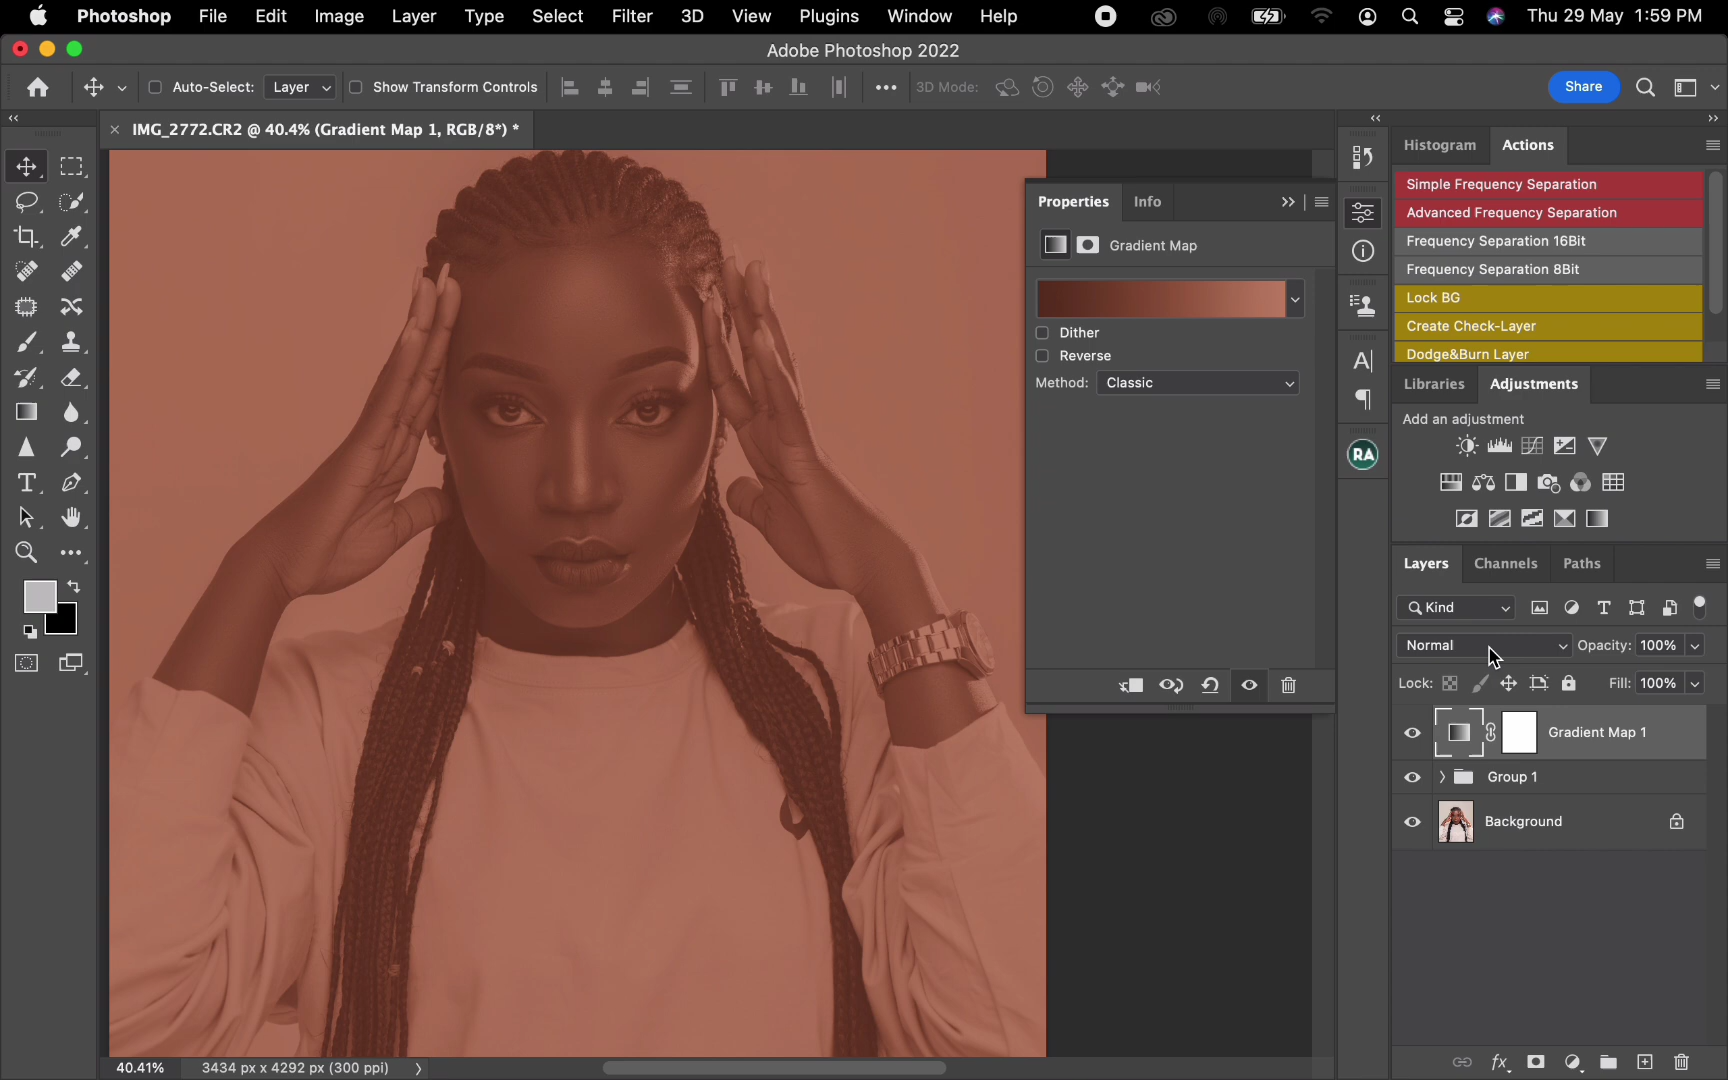 Photoshop File Edit Image Layer Type Select Filter 3D View Plugins Window Help Thu 29 May 1:59 PM
Adobe Photoshop 2022
Auto-Select: Layer Show Transform Controls 3D Mode: Share
IMG_2772.CR2 @ 40.4% (Gradient Map 1, RGB/8*) *
Histogram Actions
Simple Frequency Separation
Advanced Frequency Separation
Frequency Separation 16Bit
Frequency Separation 8Bit
Lock BG
Create Check-Layer
Dodge&Burn Layer
Properties Info
Gradient Map
Dither
Reverse
Method: Classic
A|
RA
Libraries Adjustments
Add an adjustment
Layers Channels Paths
Kind
Normal Opacity: 100%
Lock: Fill: 100%
Gradient Map 1
Group 1
Background
fx
40.41% 3434 px x 4292 px (300 ppi)